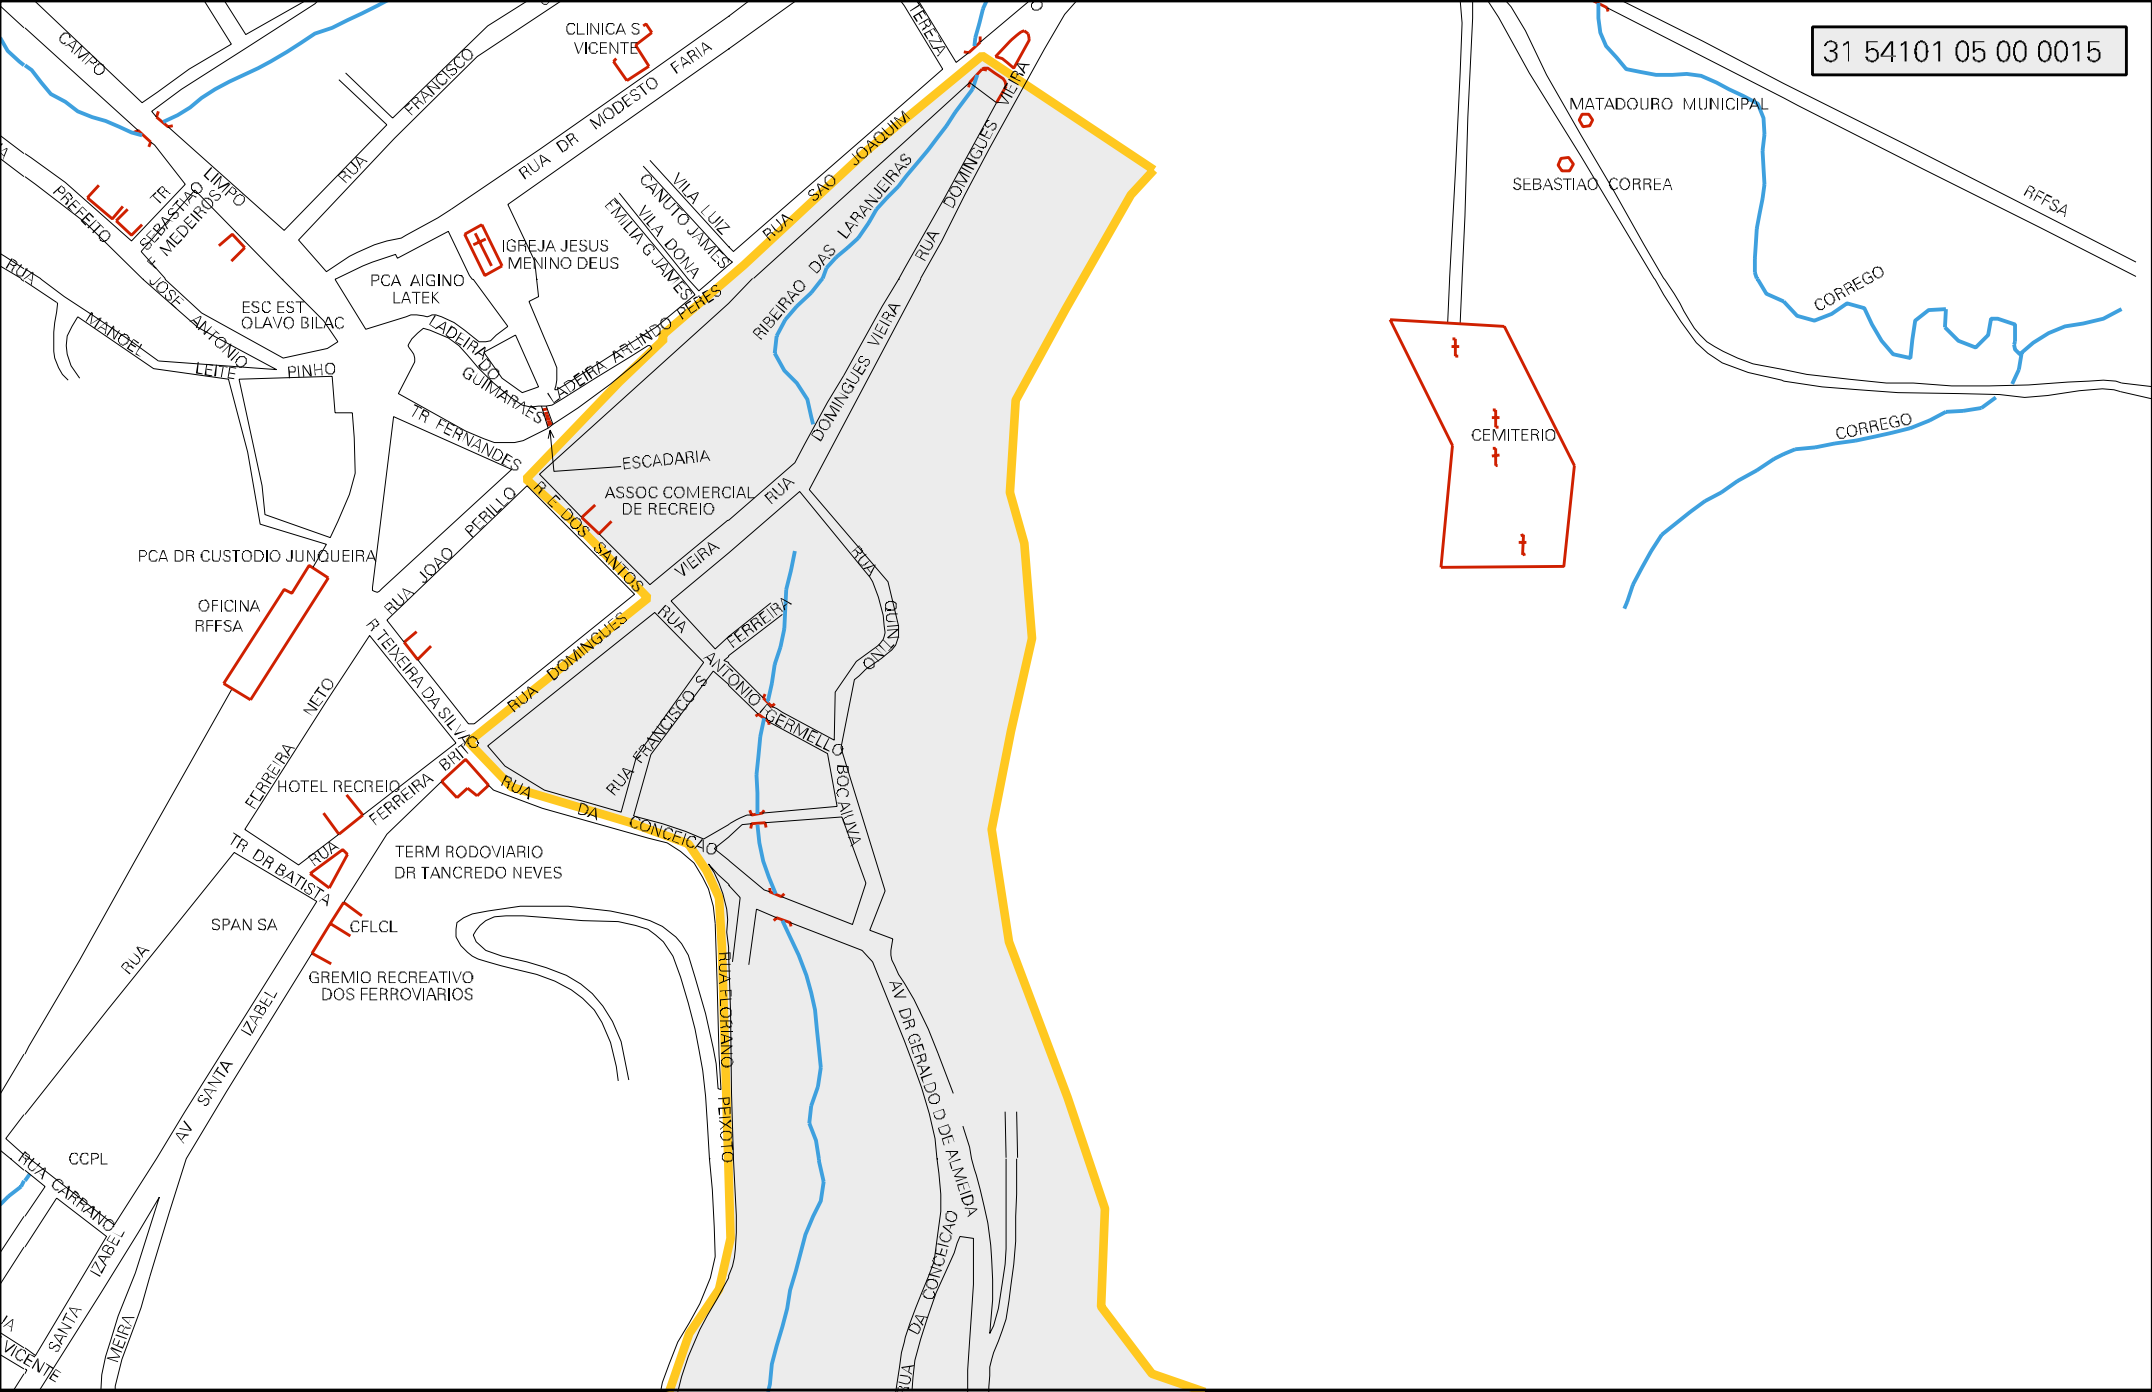 31 54101 05 00 0015
CAMPO
LIMPO
RUA
FRANCISCO
CLINICA S
VICENTE
RUA DR MODESTO FARIA
TEREZA
VIEIRA
MATADOURO MUNICIPAL
SEBASTIAO CORREA
RFFSA
CORREGO
CORREGO
CEMITERIO
PREFEITO
JOSE
ANTONIO
TR
SEBASTIAO
F MEDEIROS
IGREJA JESUS
MENINO DEUS
PCA AIGINO
LATEK
VILA LUIZ
CANUTO JAMES
VILA DONA
EMILIA G JAMES
RUA SAO JOAQUIM
RIBEIRAO DAS LARANJEIRAS
RUA DOMINGUES
DOMINGUES VIEIRA
RUA
MANOEL
LEITE
PINHO
ESC EST
OLAVO BILAC
LADEIRA DO
GUIMARAES
LADEIRA ARLINDO PERES
TR FERNANDES
ESCADARIA
ASSOC COMERCIAL
DE RECREIO
R E DOS SANTOS
RUA
VIEIRA
RUA JOAO PERILLO
PCA DR CUSTODIO JUNQUEIRA
OFICINA
RFFSA
R TEIXEIRA DA SILVA
RUA DOMINGUES
RUA
ANTONIO
GERMELLO
FERREIRA
RUA FRANCISCO S
RUA
QUINTINO
BOCAIUVA
FERREIRA
NETO
HOTEL RECREIO
RUA
FERREIRA BRITO
RUA DA CONCEICAO
TR DR BATISTA
TERM RODOVIARIO
DR TANCREDO NEVES
SPAN SA
CFLCL
GREMIO RECREATIVO
DOS FERROVIARIOS
RUA
AV SANTA IZABEL
RUA FLORIANO
PEIXOTO
AV DR GERALDO D DE ALMEIDA
RUA DA CONCEICAO
CCPL
RUA CARRANO
SANTA IZABEL
MEIRA
VICENTE